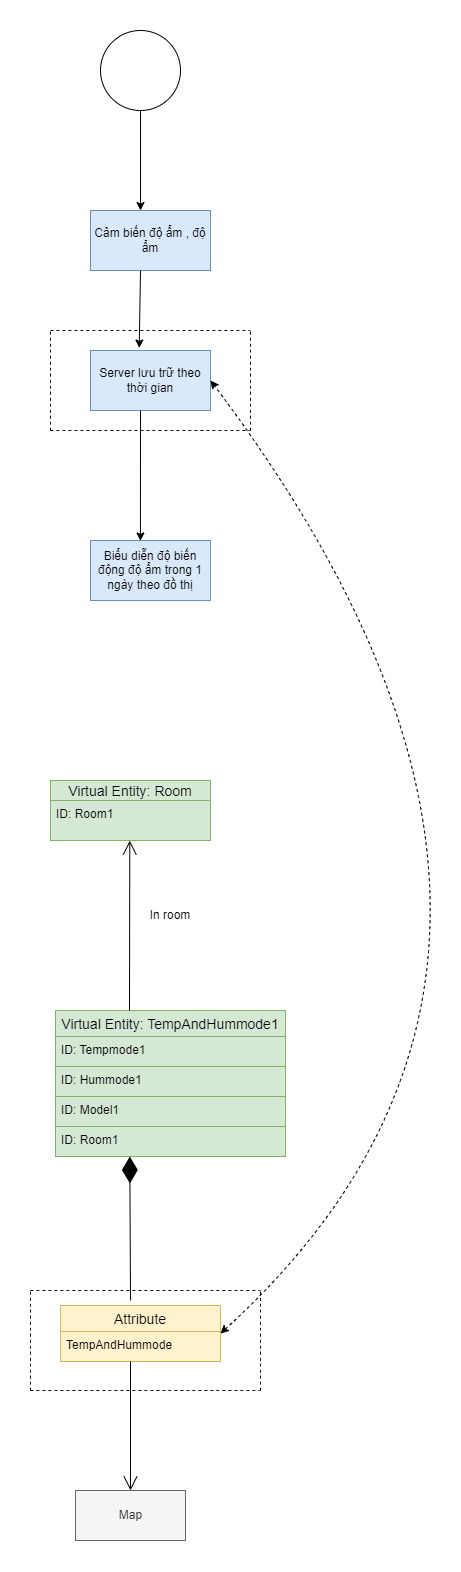 Cảm biến độ ẩm , độ
ẩm
Server lưu trữ theo
thời gian
Biểu diễn độ biến
động độ ẩm trong 1
ngày theo đồ thị
Virtual Entity: Room
ID: Room1
In room
Virtual Entity: TempAndHummode1
ID: Tempmode1
ID: Hummode1
ID: Model1
ID: Room1
Attribute
TempAndHummode
Map